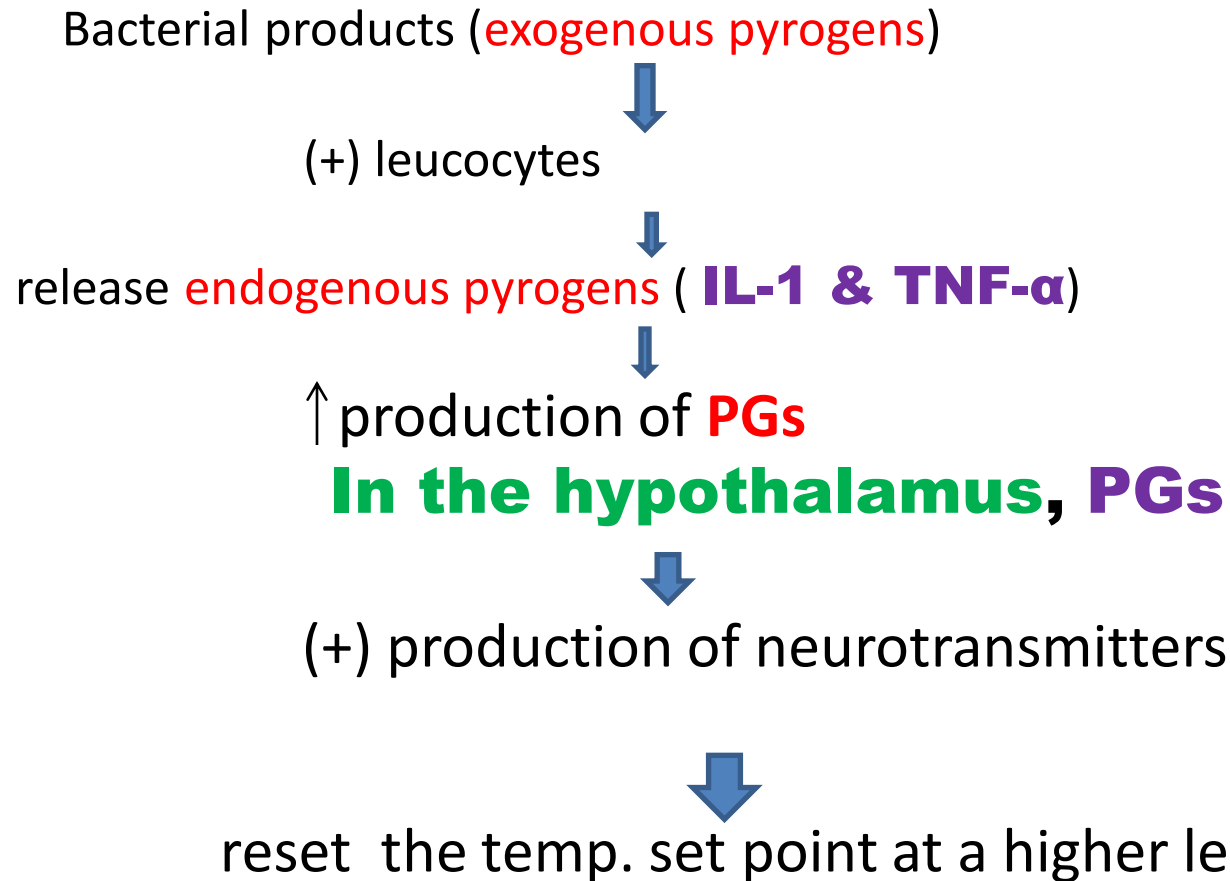 Bacterial products (exogenous pyrogens)
(+) leucocytes
release endogenous pyrogens ( IL-1 & TNF-α)
↑production of PGs
In the hypothalamus, PGs
(+) production of neurotransmitters
reset the temp. set point at a higher le